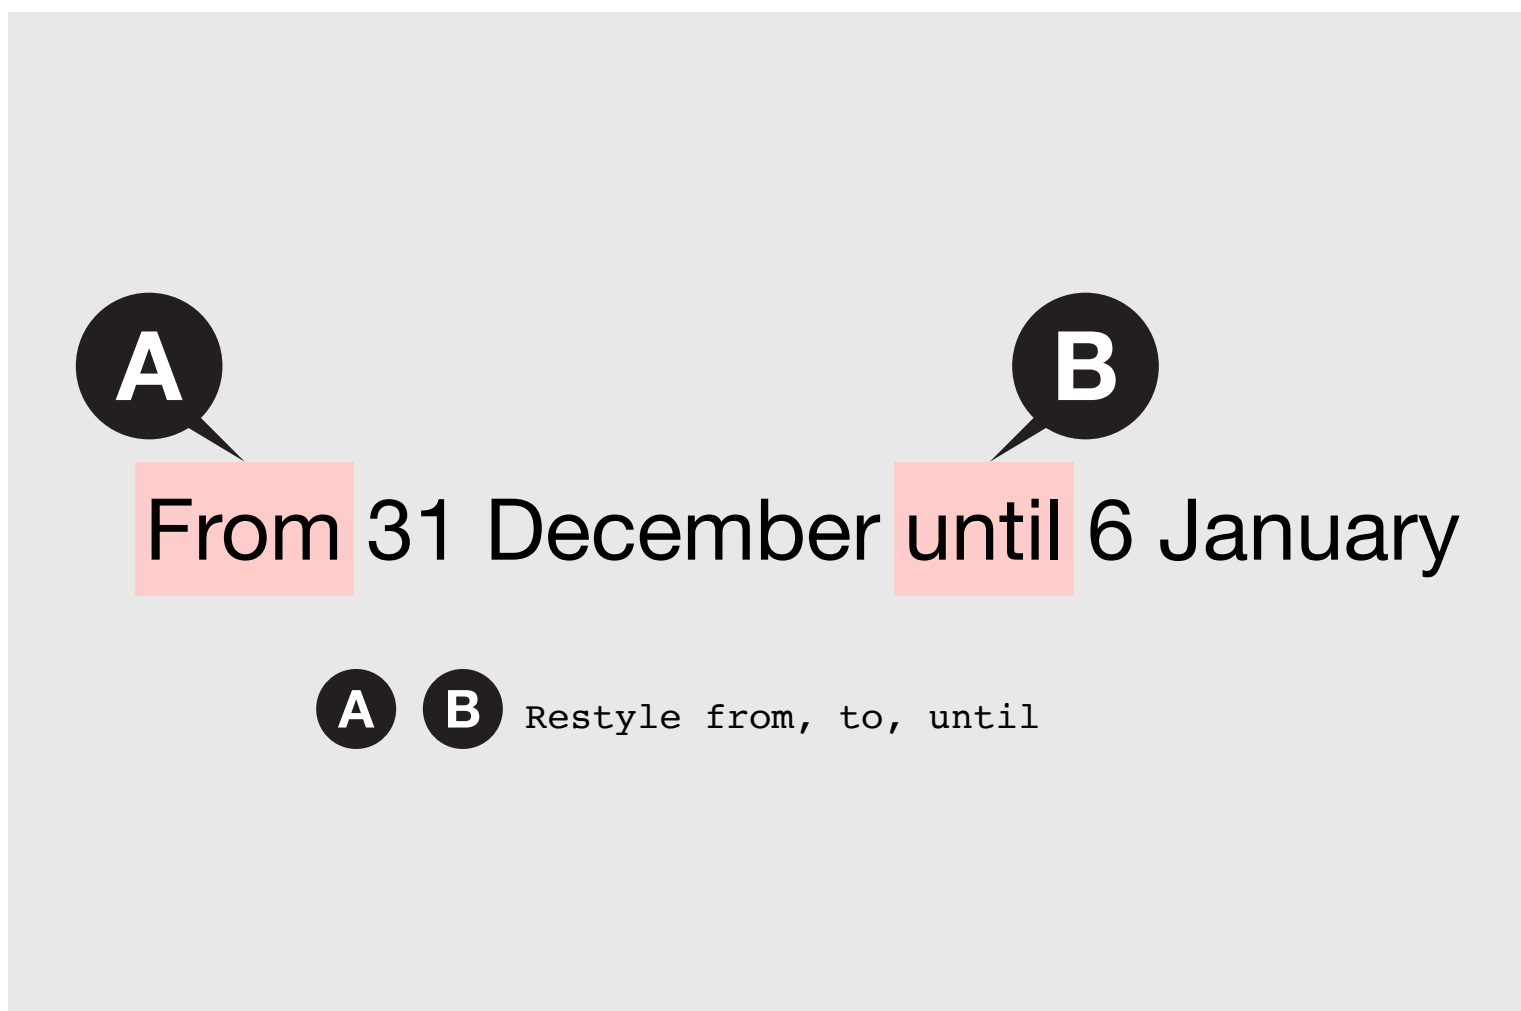 A B
From 31 December until 6 January
A B Restyle from, to, until